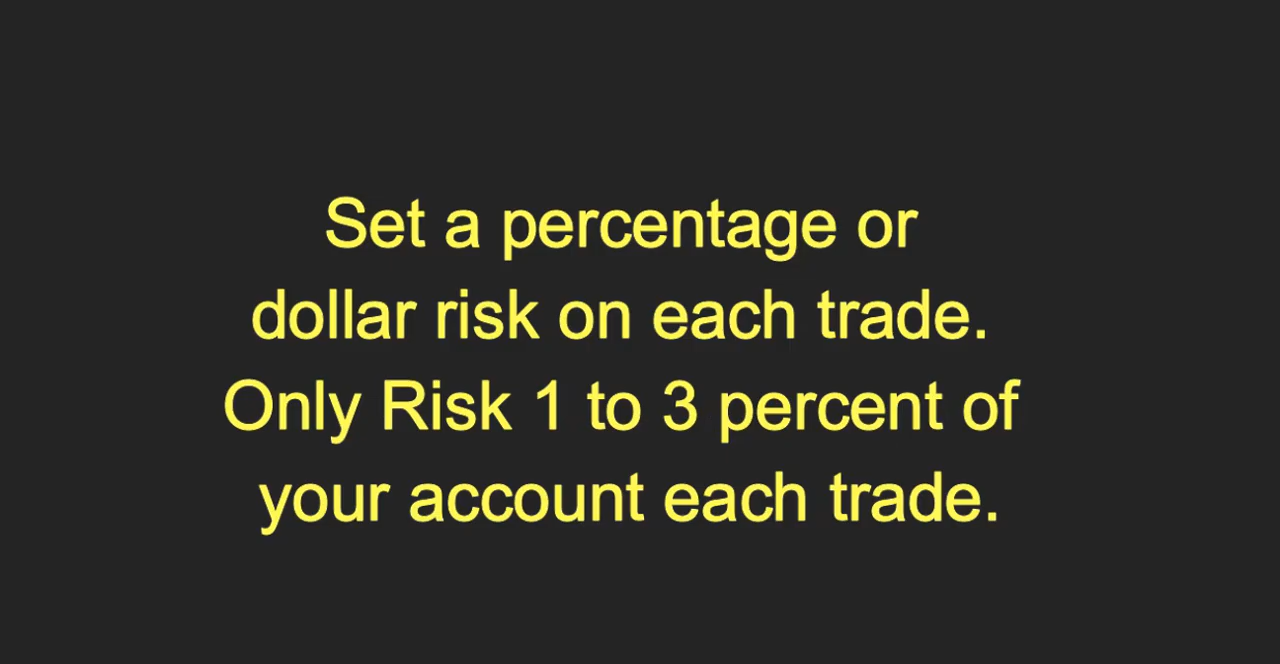 Set a percentage or
dollar risk on each trade.
Only Risk 1 to 3 percent of
your account each trade.